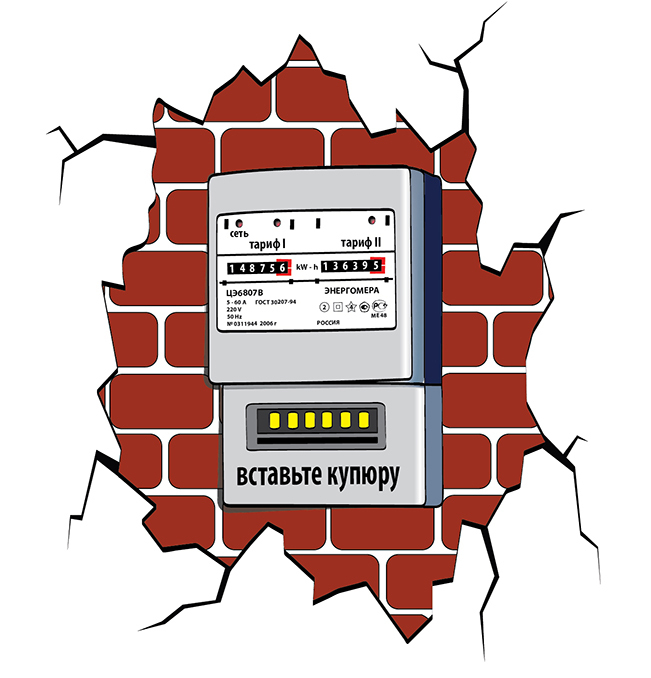 сеть
тариф I тариф II
148756 kW - h 136395
ЦЭ6807В ЭНЕРГОМЕРА
5 - 60 А ГОСТ 30207-94
220 V
50 Hz
№ 0311944 2006 г РОССИЯ
МЕ48
вставьте купюру